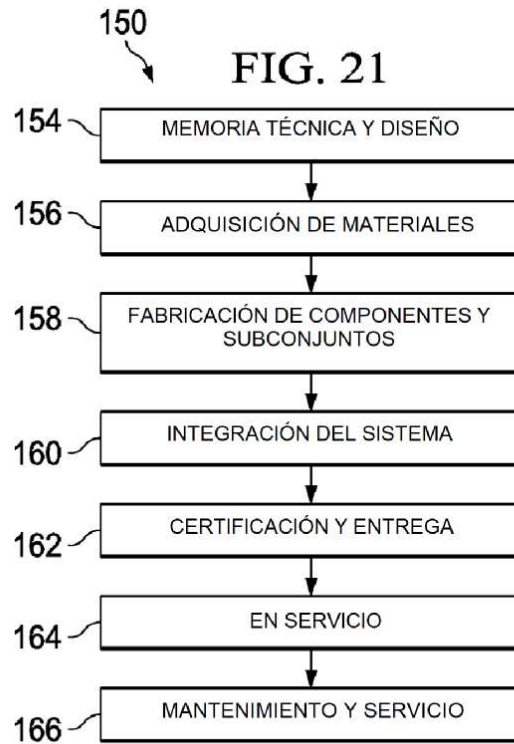 150
FIG. 21
154
MEMORIA TÉCNICA Y DISEÑO
156
ADQUISICIÓN DE MATERIALES
158
FABRICACIÓN DE COMPONENTES Y
SUBCONJUNTOS
160
INTEGRACIÓN DEL SISTEMA
162
CERTIFICACIÓN Y ENTREGA
164
EN SERVICIO
166
MANTENIMIENTO Y SERVICIO